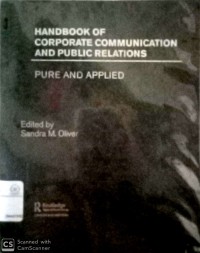 HANDBOOK OF
CORPORATE COMMUNICATION
AND PUBLIC RELATIONS
PURE AND APPLIED
Edited by
Sandra M. Oliver
Routledge
CS Scanned with
CamScanner